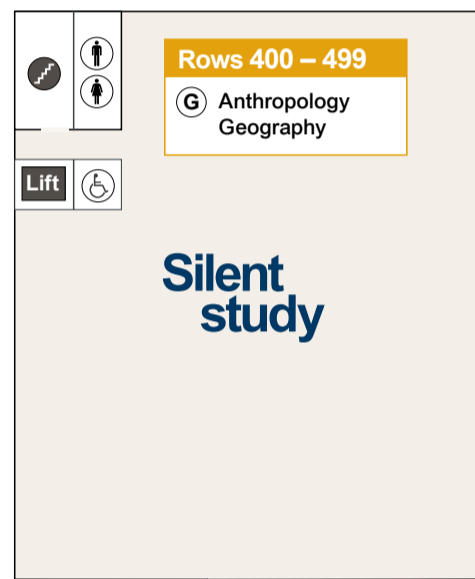 Rows 400 – 499
G Anthropology
Geography
Lift
Silent
study